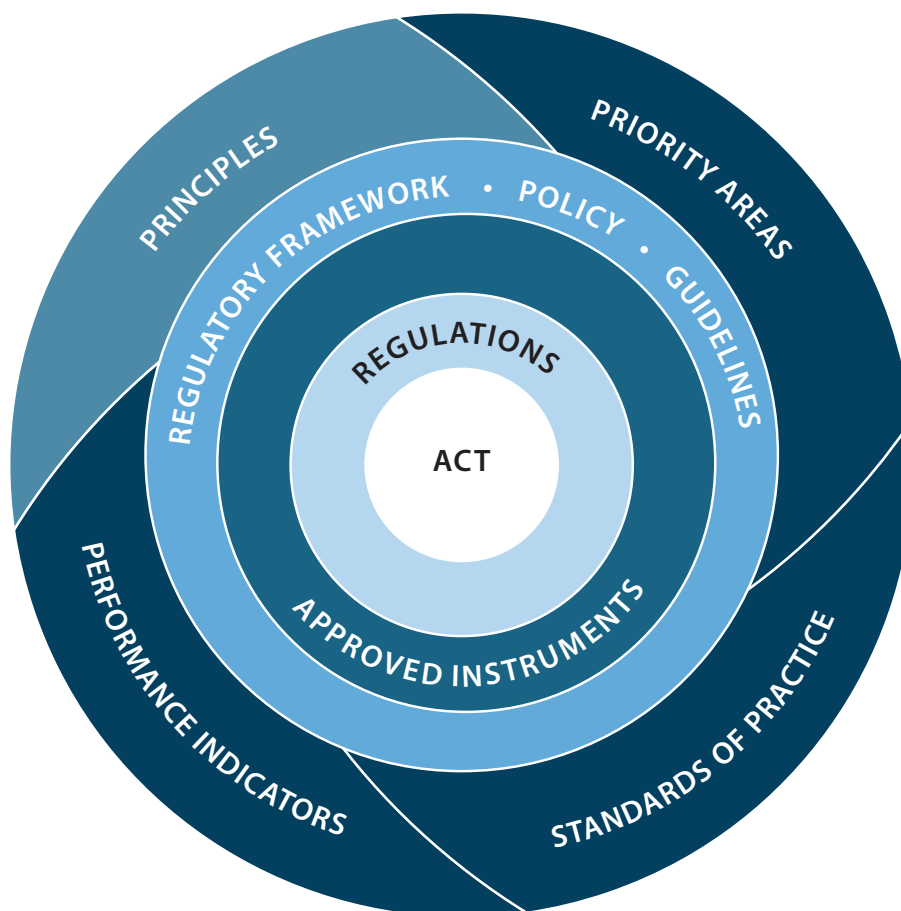 PRINCIPLES
PRIORITY AREAS
REGULATORY FRAMEWORK • POLICY • GUIDELINES
REGULATIONS
ACT
APPROVED INSTRUMENTS
PERFORMANCE INDICATORS
STANDARDS OF PRACTICE